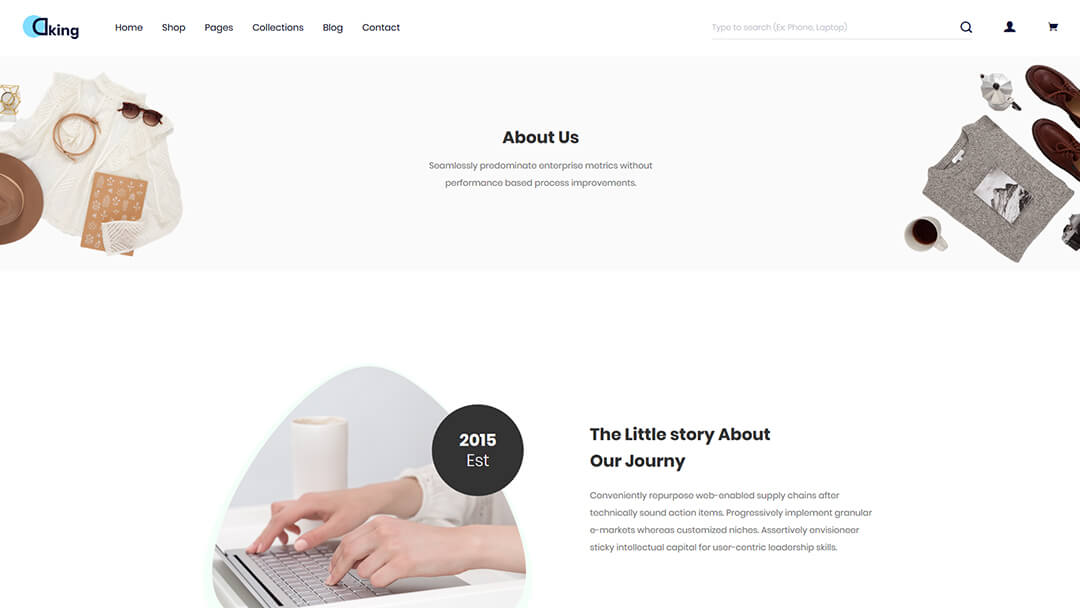 aking
Home Shop Pages Collections Blog Contact
Type to search (Ex: Phone, Laptop)
About Us
Seamlessly predominate enterprise metrics without
performance based process improvements.
2015
Est
The Little story About
Our Journy
Conveniently repurpose web-enabled supply chains after
technically sound action items. Progressively implement granular
e-markets whereas customized niches. Assertively envisioneer
sticky intellectual capital for user-centric leadership skills.